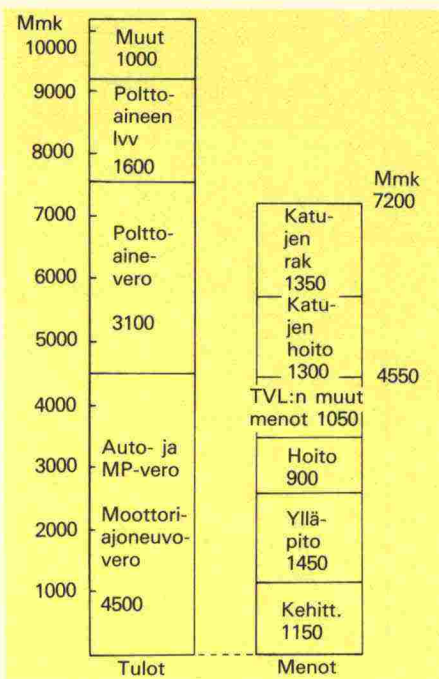 Mmk
10000
9000
8000
7000
6000
5000
4000
3000
2000
1000
Muut
1000
Poltto-
aineen
lvv
1600
Poltto-
aine-
vero
3100
Auto- ja
MP-vero
Moottori-
ajoneuvo-
vero
4500
Tulot
Mmk
7200
4550
Katu-
jen
rak
1350
Katu-
jen
hoito
1300
TVL:n muut
menot 1050
Hoito
900
Yllä-
pito
1450
Kehitt.
1150
Menot